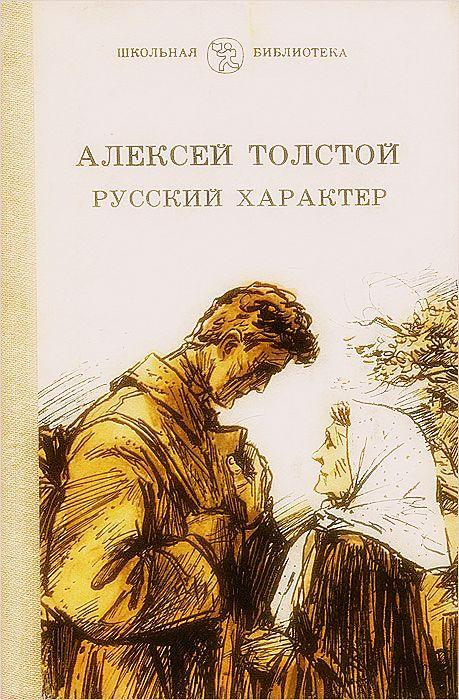 ШКОЛЬНАЯ БИБЛИОТЕКА
АЛЕКСЕЙ ТОЛСТОЙ
РУССКИЙ ХАРАКТЕР